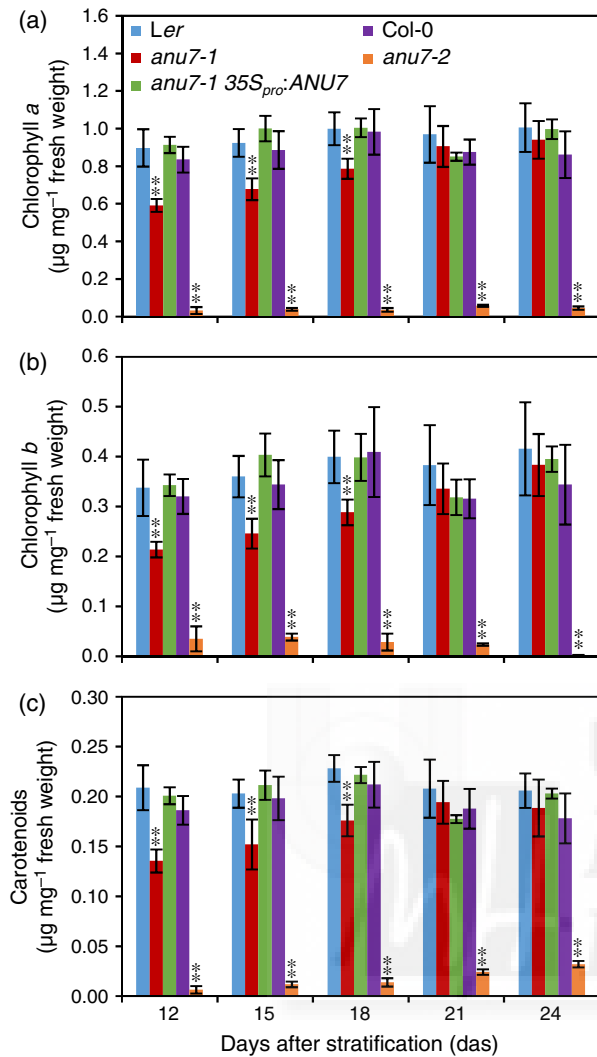 (a)
Ler
Col-0
anu7-1
anu7-2
anu7-1 35Spro:ANU7
Chlorophyll a
(µg mg−1 fresh weight)
1.6
1.4
1.2
1.0
0.8
0.6
0.4
0.2
0.0
** ** ** ** ** ** ** **
(b)
Chlorophyll b
(µg mg−1 fresh weight)
0.6
0.5
0.4
0.3
0.2
0.1
0.0
** ** ** ** ** ** ** **
(c)
Carotenoids
(µg mg−1 fresh weight)
0.30
0.25
0.20
0.15
0.10
0.05
0.00
** ** ** ** ** ** ** **
12 15 18 21 24
Days after stratification (das)